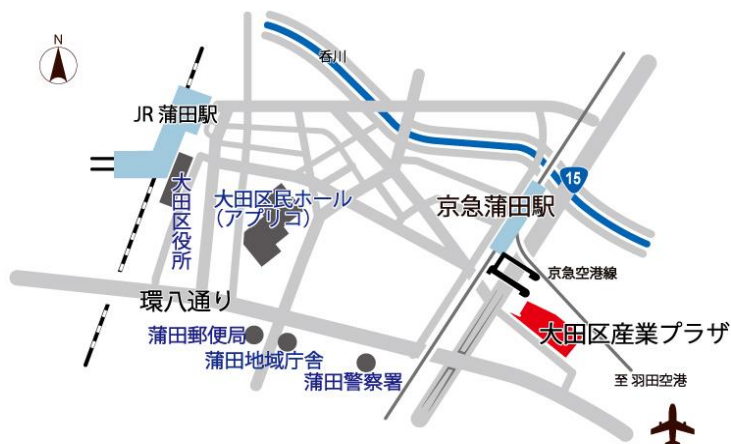 N
呑川
JR 蒲田駅
15
大田区役所
大田区民ホール
(アプリコ)
京急蒲田駅
京急空港線
環八通り
大田区産業プラザ
蒲田郵便局
蒲田地域庁舎
蒲田警察署
至 羽田空港